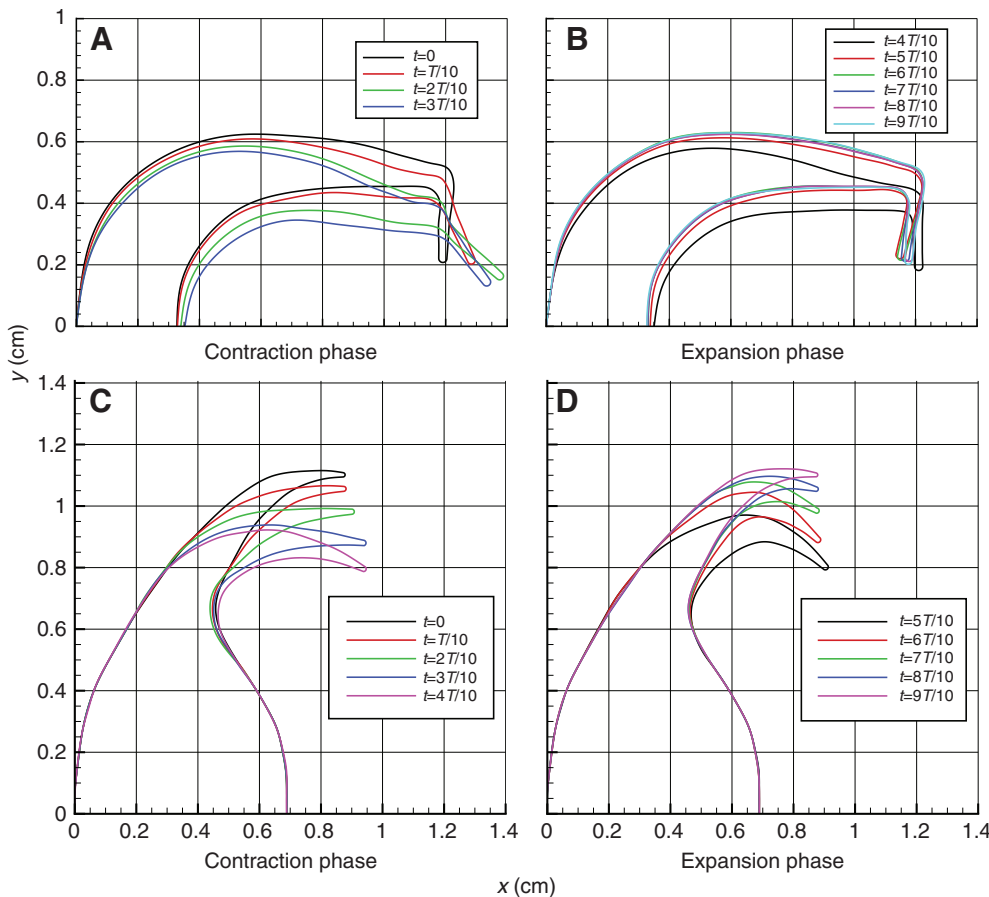 A
t=0
t=T/10
t=2T/10
t=3T/10
1
0.8
0.6
0.4
0.2
0
Contraction phase
B
t=4T/10
t=5T/10
t=6T/10
t=7T/10
t=8T/10
t=9T/10
Expansion phase
y (cm)
C
1.4
1.2
1
0.8
0.6
0.4
0.2
0
t=0
t=T/10
t=2T/10
t=3T/10
t=4T/10
0 0.2 0.4 0.6 0.8 1 1.2 1.4
Contraction phase
D
t=5T/10
t=6T/10
t=7T/10
t=8T/10
t=9T/10
0 0.2 0.4 0.6 0.8 1 1.2 1.4
Expansion phase
x (cm)